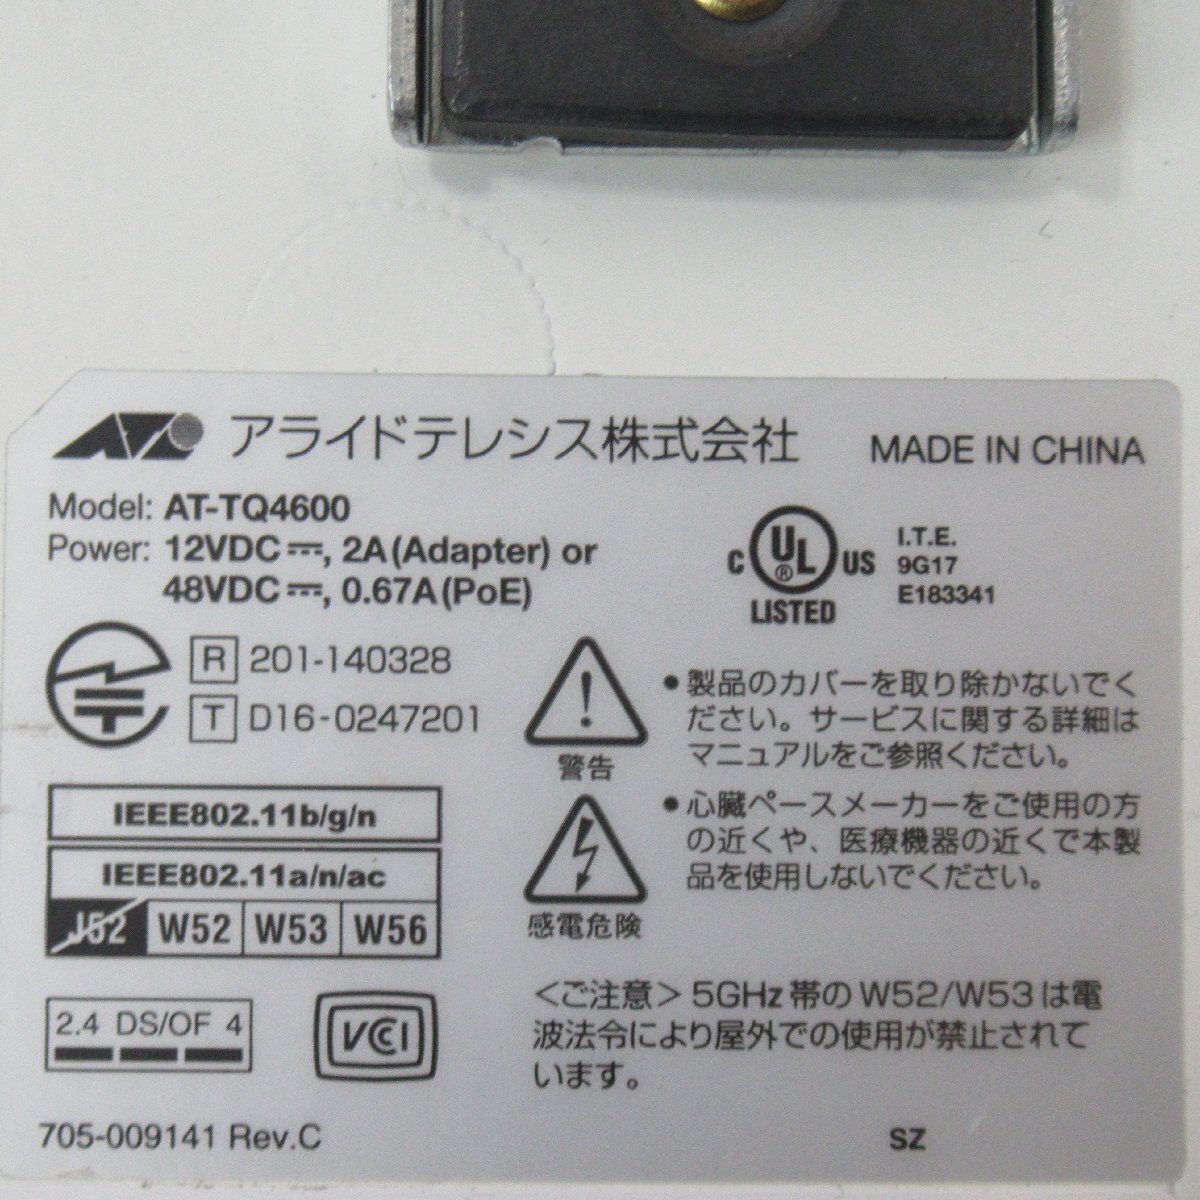 アライドテレシス株式会社
MADE IN CHINA
Model: AT-TQ4600
Power: 12VDC⎓, 2A(Adapter) or
48VDC⎓, 0.67A(PoE)
C UL® US
LISTED
I.T.E.
9G17
E183341
R 201-140328
T D16-0247201
警告
•製品のカバーを取り除かないでく
ださい。サービスに関する詳細は
マニュアルをご参照ください。
IEEE802.11b/g/n
IEEE802.11a/n/ac
J52 W52 W53 W56
感電危険
•心臓ペースメーカーをご使用の方
の近くや、医療機器の近くで本製
品を使用しないでください。
2.4 DS/OF 4
VCCI
＜ご注意＞5GHz帯のW52/W53は電
波法令により屋外での使用が禁止されて
います。
705-009141 Rev.C
SZ